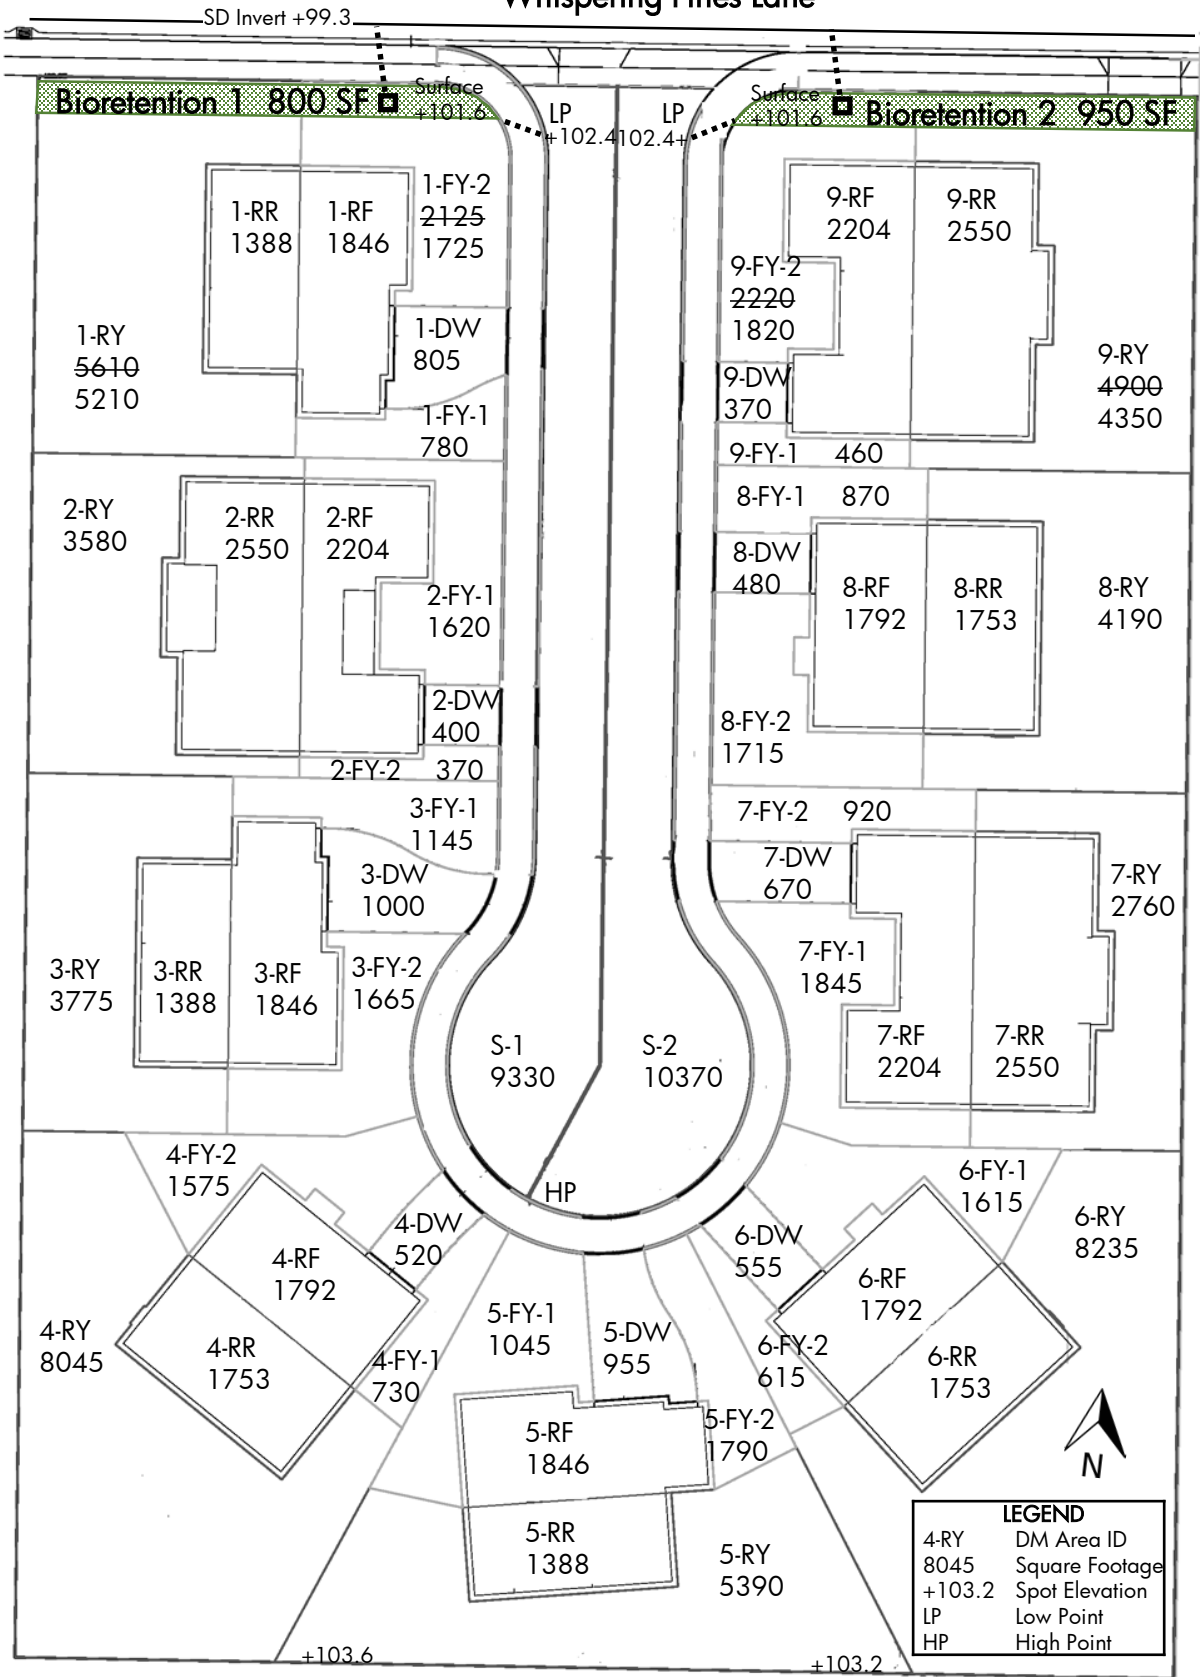 Whispering Pines Lane
SD Invert +99.3
Bioretention 1 800 SF
Surface
+101.6
LP
+102.4
LP
102.4+
Surface
+101.6
Bioretention 2 950 SF
1-RR
1388
1-RF
1846
1-FY-2
2125
1725
9-RF
2204
9-RR
2550
9-FY-2
2220
1820
1-RY
5610
5210
1-DW
805
1-FY-1
780
9-DW
370
9-RY
4900
4350
9-FY-1 460
8-FY-1 870
2-RY
3580
2-RR
2550
2-RF
2204
2-FY-1
1620
8-DW
480
8-RF
1792
8-RR
1753
8-RY
4190
2-DW
400
8-FY-2
1715
2-FY-2 370
3-FY-1
1145
7-FY-2 920
3-DW
1000
7-DW
670
7-RY
2760
3-RY
3775
3-RR
1388
3-RF
1846
3-FY-2
1665
7-FY-1
1845
S-1
9330
S-2
10370
7-RF
2204
7-RR
2550
4-FY-2
1575
HP
6-FY-1
1615
4-DW
520
6-DW
555
6-RY
8235
4-RF
1792
6-RF
1792
4-RY
8045
4-RR
1753
4-FY-1
730
5-FY-1
1045
5-DW
955
6-FY-2
615
6-RR
1753
5-RF
1846
5-FY-2
1790
5-RR
1388
5-RY
5390
N
LEGEND
4-RY DM Area ID
8045 Square Footage
+103.2 Spot Elevation
LP Low Point
HP High Point
+103.6
+103.2